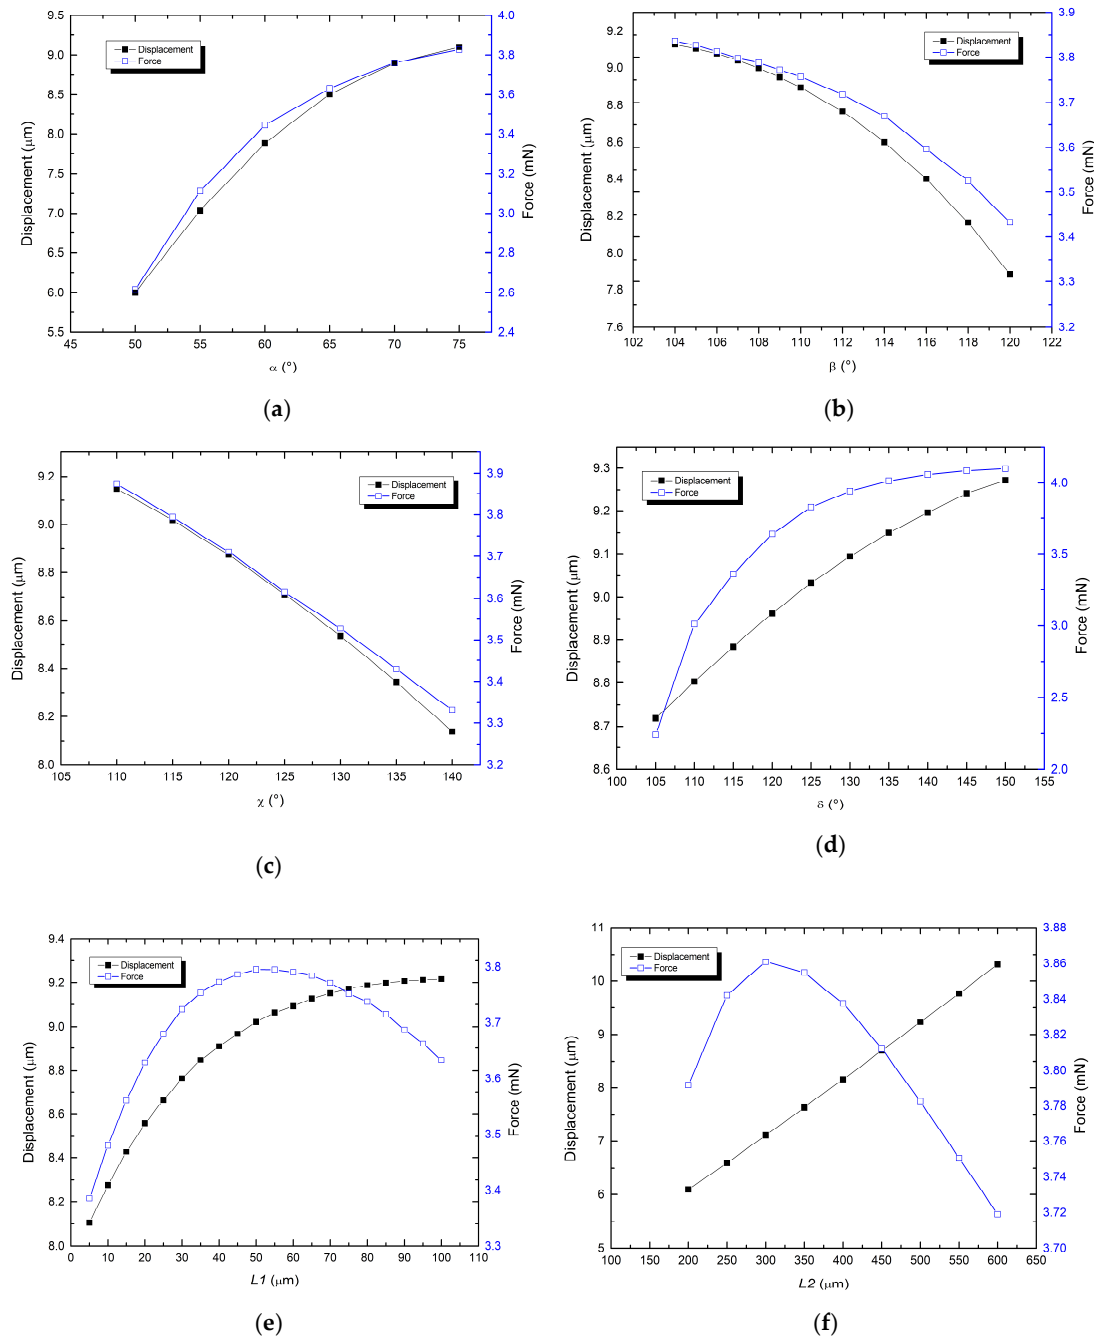 Displacement
Force
Displacement (μm)
9.5
9.0
8.5
8.0
7.5
7.0
6.5
6.0
5.5
4.0
3.8
3.6
3.4
3.2
3.0
2.8
2.6
2.4
Force (mN)
45 50 55 60 65 70 75
α (°)
(a)
Displacement
Force
Displacement (μm)
9.2
9.0
8.8
8.6
8.4
8.2
8.0
7.8
7.6
3.9
3.8
3.7
3.6
3.5
3.4
3.3
3.2
Force (mN)
102 104 106 108 110 112 114 116 118 120 122
β (°)
(b)
Displacement
Force
Displacement (μm)
9.2
9.0
8.8
8.6
8.4
8.2
8.0
3.9
3.8
3.7
3.6
3.5
3.4
3.3
3.2
Force (mN)
105 110 115 120 125 130 135 140
χ (°)
(c)
Displacement
Force
Displacement (μm)
9.3
9.2
9.1
9.0
8.9
8.8
8.7
8.6
4.0
3.5
3.0
2.5
2.0
Force (mN)
100 105 110 115 120 125 130 135 140 145 150 155
δ (°)
(d)
Displacement
Force
Displacement (μm)
9.4
9.2
9.0
8.8
8.6
8.4
8.2
8.0
3.8
3.7
3.6
3.5
3.4
3.3
Force (mN)
0 10 20 30 40 50 60 70 80 90 100 110
L1 (μm)
(e)
Displacement
Force
Displacement (μm)
11
10
9
8
7
6
5
3.88
3.86
3.84
3.82
3.80
3.78
3.76
3.74
3.72
3.70
Force (mN)
100 150 200 250 300 350 400 450 500 550 600 650
L2 (μm)
(f)